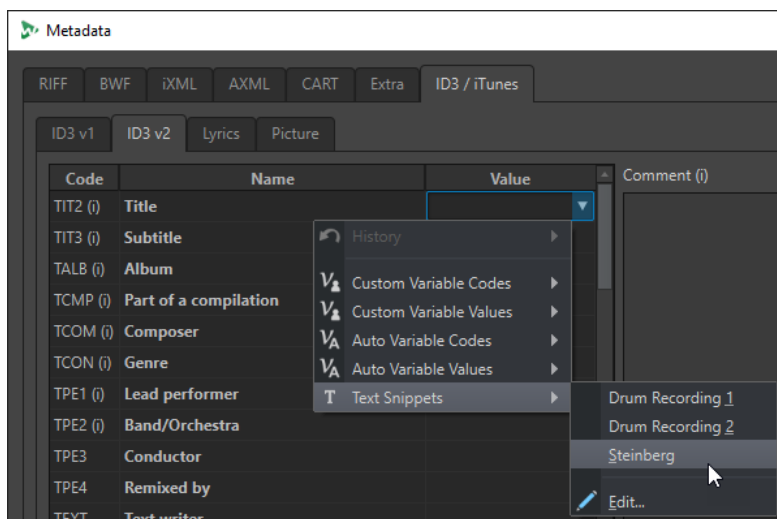 Metadata
RIFF BWF iXML AXML CART Extra ID3 / iTunes
ID3 v1 ID3 v2 Lyrics Picture
Code Name Value Comment (i)
TIT2 (i) Title
TIT3 (i) Subtitle History
TALB (i) Album
TCMP (i) Part of a compilation Custom Variable Codes
Custom Variable Values
TCOM (i) Composer Auto Variable Codes
TCON (i) Genre Auto Variable Values
TPE1 (i) Lead performer Text Snippets Drum Recording 1
TPE2 (i) Band/Orchestra Drum Recording 2
TPE3 Conductor Steinberg
TPE4 Remixed by Edit...
TEXT Text writer